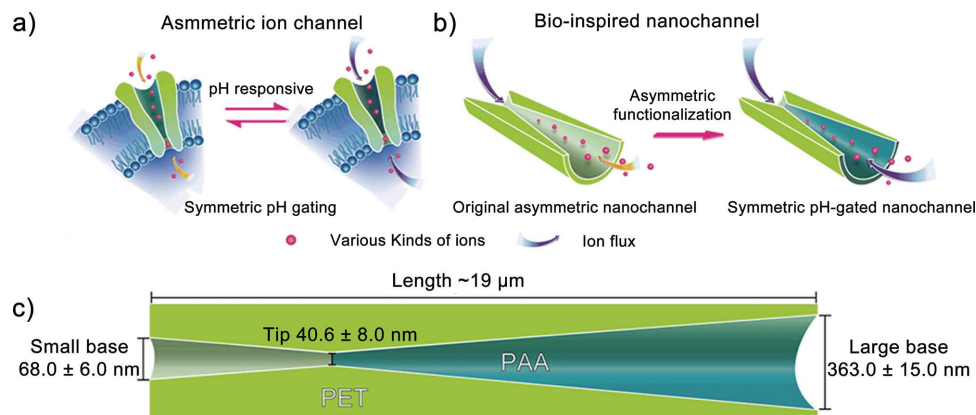 a)
Asmmetric ion channel
pH responsive
Symmetric pH gating
b)
Bio-inspired nanochannel
Asymmetric
functionalization
Original asymmetric nanochannel
Symmetric pH-gated nanochannel
Various Kinds of ions
Ion flux
c)
Length ~19 μm
Small base
68.0 ± 6.0 nm
Tip 40.6 ± 8.0 nm
PAA
PET
Large base
363.0 ± 15.0 nm